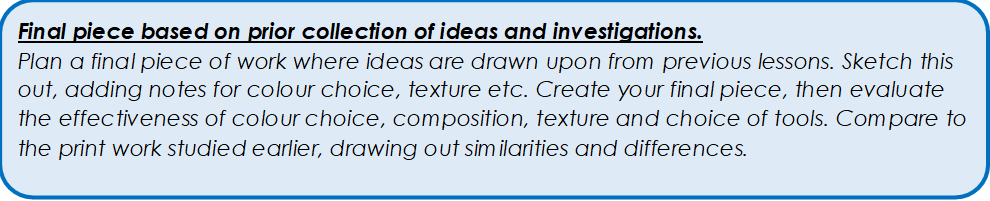 Final piece based on prior collection of ideas and investigations.
Plan a final piece of work where ideas are drawn upon from previous lessons. Sketch this
out, adding notes for colour choice, texture etc. Create your final piece, then evaluate
the effectiveness of colour choice, composition, texture and choice of tools. Compare to
the print work studied earlier, drawing out similarities and differences.